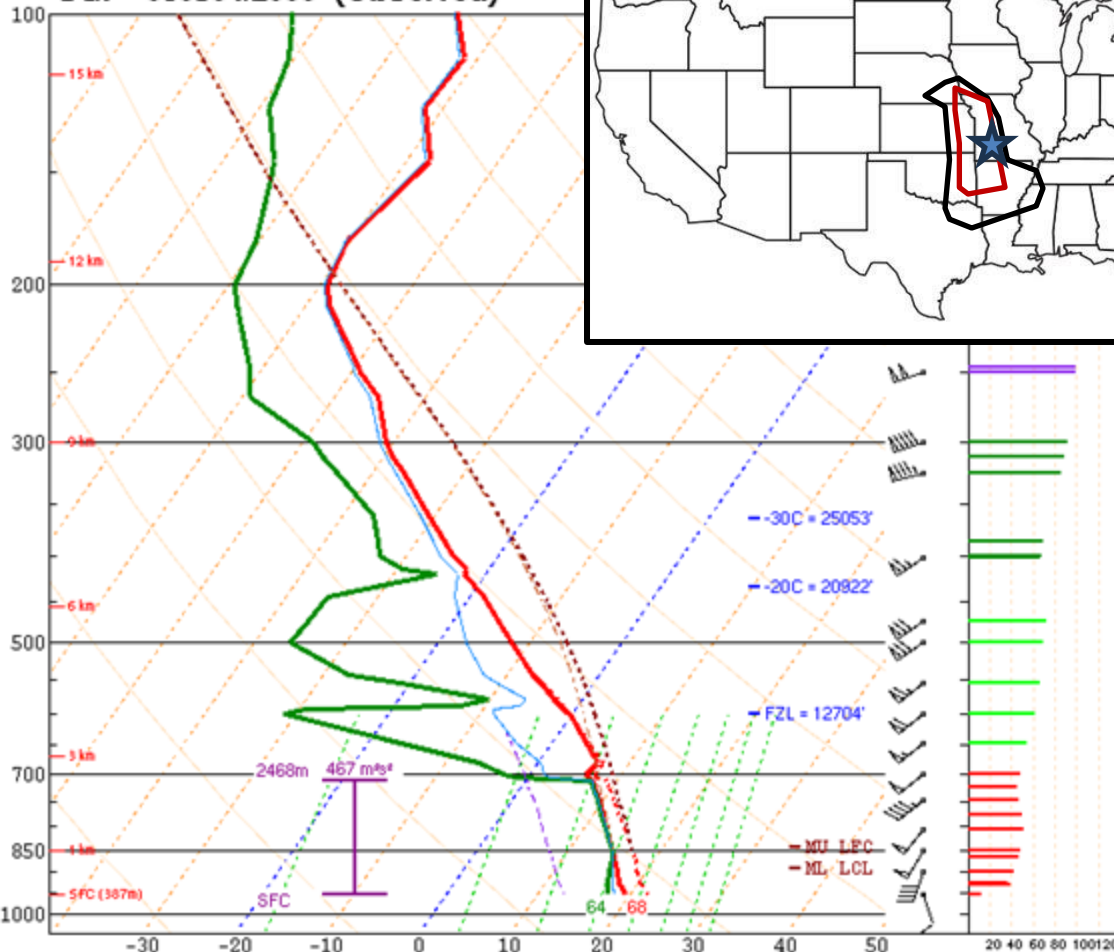 100
15 km
12 km
200
300
9 km
-30C = 25053'
-20C = 20922'
6 km
500
FZL = 12704'
3 km
2468m 467 m²s²
700
MU LFC
850
1 km
ML LCL
SFC (387m)
SFC
64 68
1000
-30 -20 -10 0 10 20 30 40 50
20 40 60 80 100 120